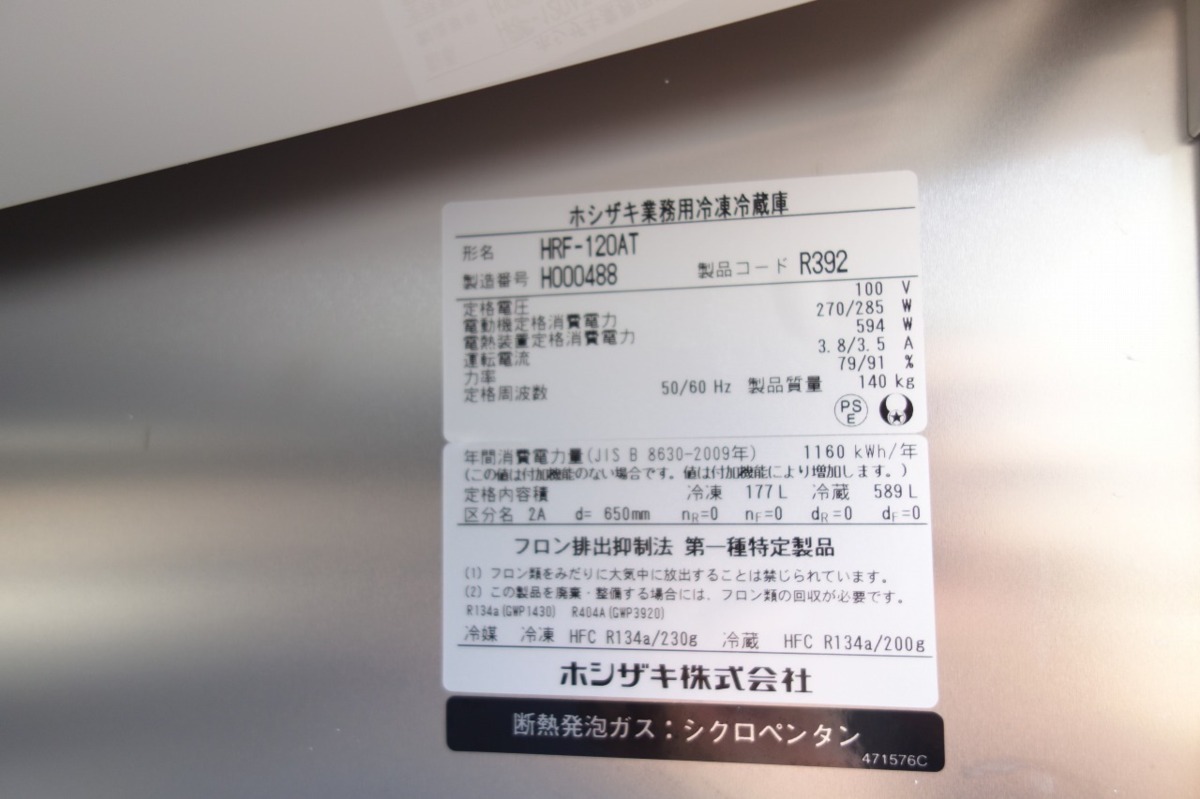 ホシザキ業務用冷凍冷蔵庫
形名 HRF-120AT
製造番号 H000488 製品コード R392
定格電圧 100 V
電動機定格消費電力 270/285 W
電熱装置定格消費電力 594 W
運転電流 3.8/3.5 A
力率 79/91 %
定格周波数 50/60 Hz 製品質量 140 kg
PS
E
年間消費電力量(JIS B 8630-2009年) 1160 kWh/年
(この値は付加機能のない場合です。値は付加機能により増加します。)
定格内容積 冷凍 177 L 冷蔵 589 L
区分名 2A d= 650mm nR=0 nF=0 dR=0 dF=0
フロン排出抑制法 第一種特定製品
(1) フロン類をみだりに大気中に放出することは禁じられています。
(2) この製品を廃棄・整備する場合には、フロン類の回収が必要です。
R134a(GWP1430) R404A(GWP3920)
冷媒 冷凍 HFC R134a/230g 冷蔵 HFC R134a/200g
ホシザキ株式会社
断熱発泡ガス:シクロペンタン
471576C